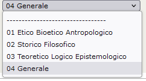 04 Generale
--------------------------------
01 Etico Bioetico Antropologico
02 Storico Filosofico
03 Teoretico Logico Epistemologico
04 Generale